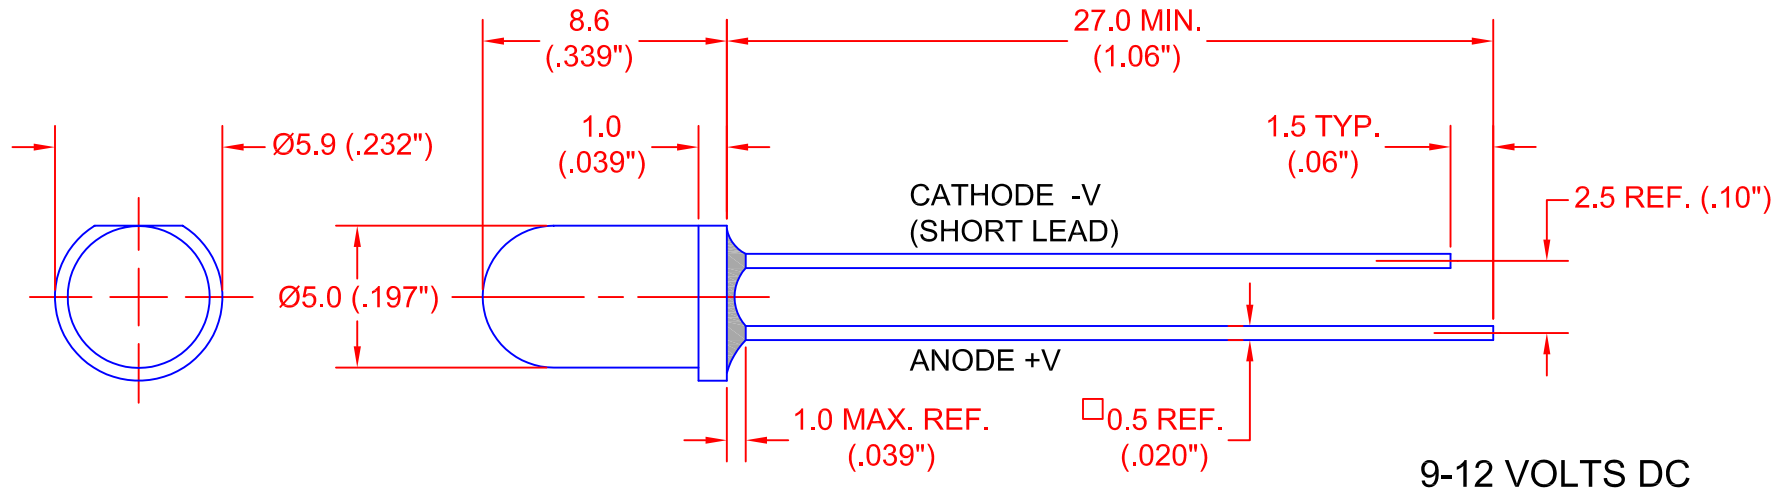 8.6
(.339")
27.0 MIN.
(1.06")
Ø5.9 (.232")
1.0
(.039")
1.5 TYP.
(.06")
2.5 REF. (.10")
CATHODE -V
(SHORT LEAD)
Ø5.0 (.197")
ANODE +V
1.0 MAX. REF.
(.039")
□0.5 REF.
(.020")
9-12 VOLTS DC